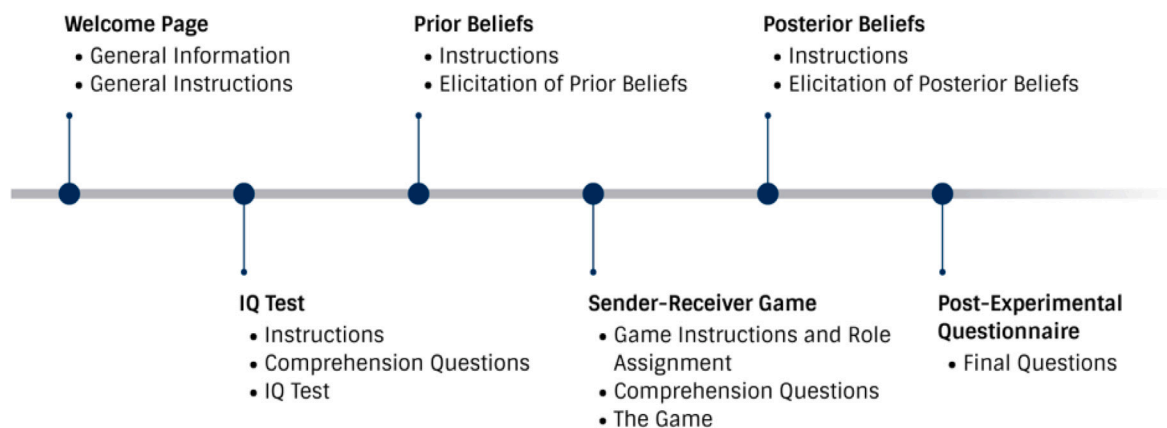 Welcome Page
• General Information
• General Instructions
Prior Beliefs
• Instructions
• Elicitation of Prior Beliefs
Posterior Beliefs
• Instructions
• Elicitation of Posterior Beliefs
IQ Test
• Instructions
• Comprehension Questions
• IQ Test
Sender-Receiver Game
• Game Instructions and Role
Assignment
• Comprehension Questions
• The Game
Post-Experimental
Questionnaire
• Final Questions